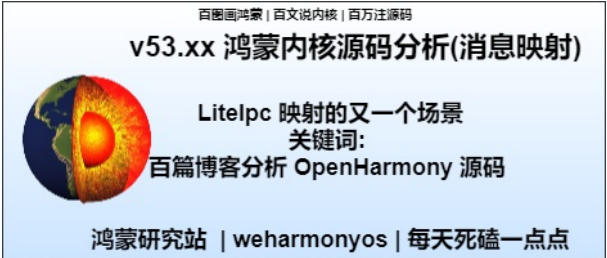 百图画鸿蒙 | 百文说内核 | 百万注源码
v53.xx 鸿蒙内核源码分析(消息映射)
LiteIpc 映射的又一个场景
关键词:
百篇博客分析 OpenHarmony 源码
鸿蒙研究站 | weharmonyos | 每天死磕一点点